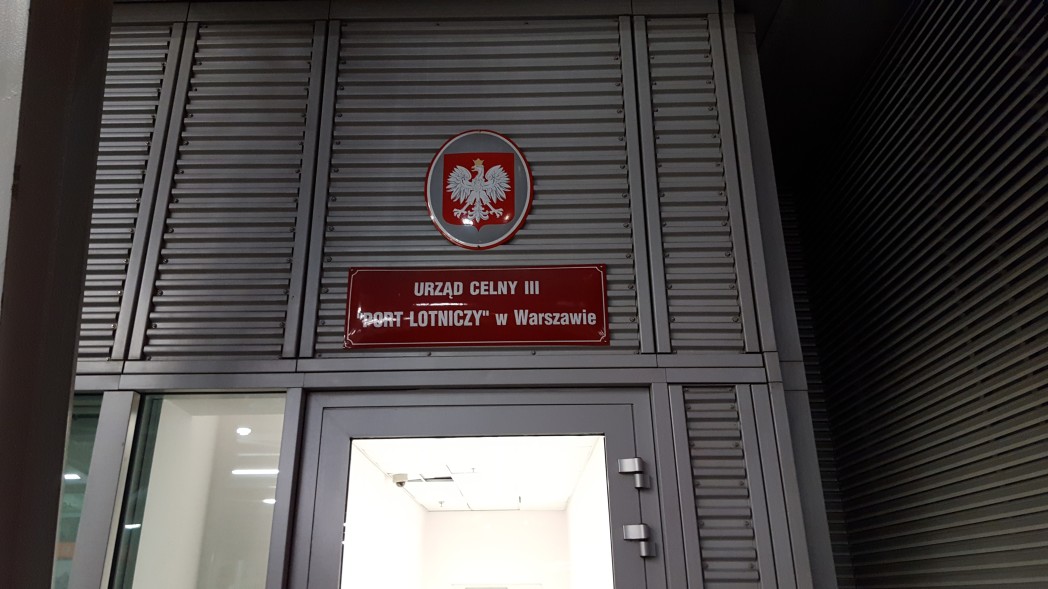 URZĄD CELNY III
"PORT-LOTNICZY" w Warszawie